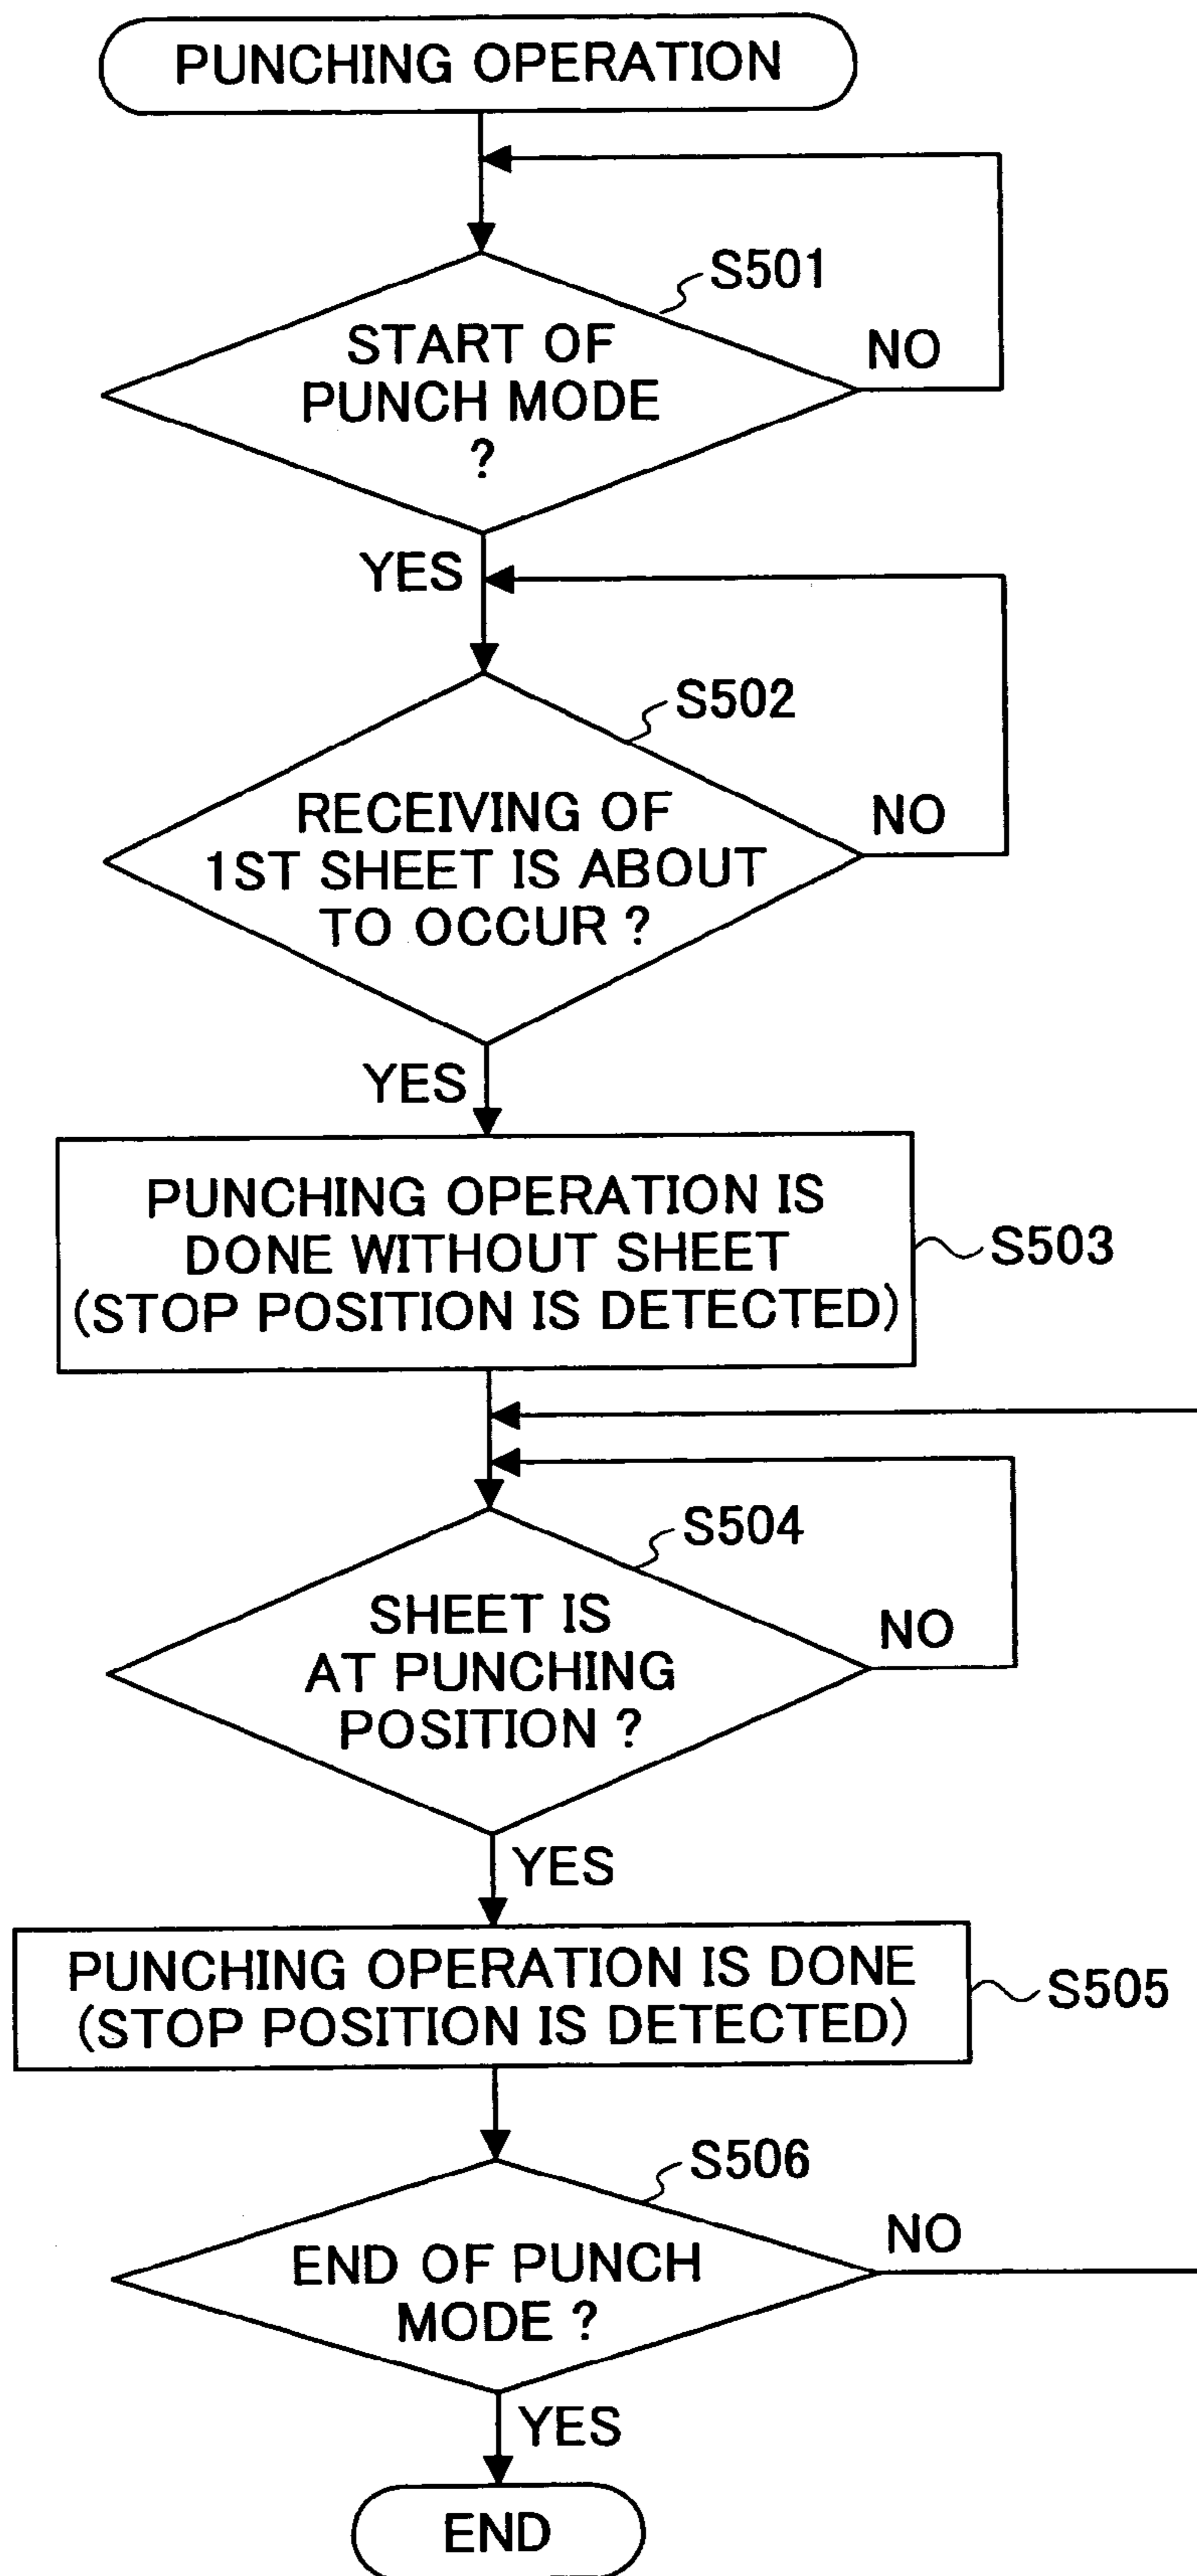 PUNCHING OPERATION
S501
START OF
PUNCH MODE
?
NO
YES
S502
RECEIVING OF
1ST SHEET IS ABOUT
TO OCCUR ?
NO
YES
PUNCHING OPERATION IS
DONE WITHOUT SHEET
(STOP POSITION IS DETECTED)
S503
S504
SHEET IS
AT PUNCHING
POSITION ?
NO
YES
PUNCHING OPERATION IS DONE
(STOP POSITION IS DETECTED)
S505
S506
END OF PUNCH
MODE ?
NO
YES
END